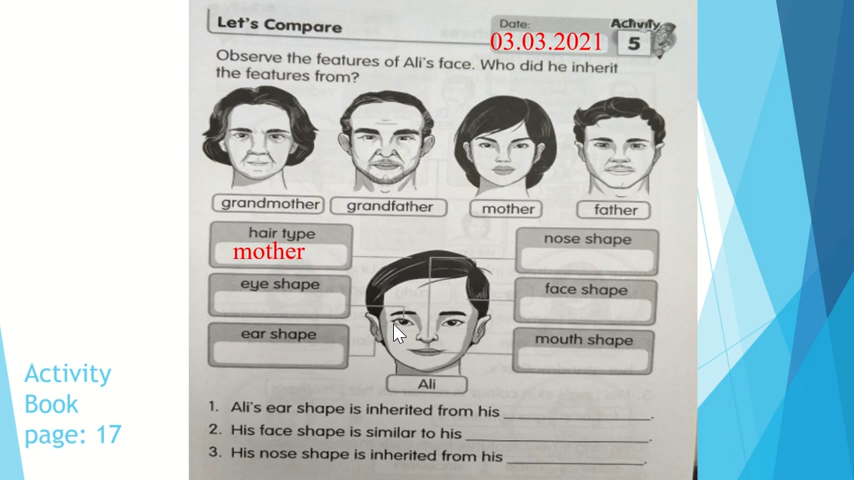 Let's Compare
Date:
03.03.2021
Activity
5
Observe the features of Ali's face. Who did he inherit
the features from?
grandmother
grandfather
mother
father
hair type
mother
nose shape
eye shape
face shape
ear shape
mouth shape
Ali
1. Ali's ear shape is inherited from his ____________.
2. His face shape is similar to his ____________.
3. His nose shape is inherited from his ____________.
Activity
Book
page: 17